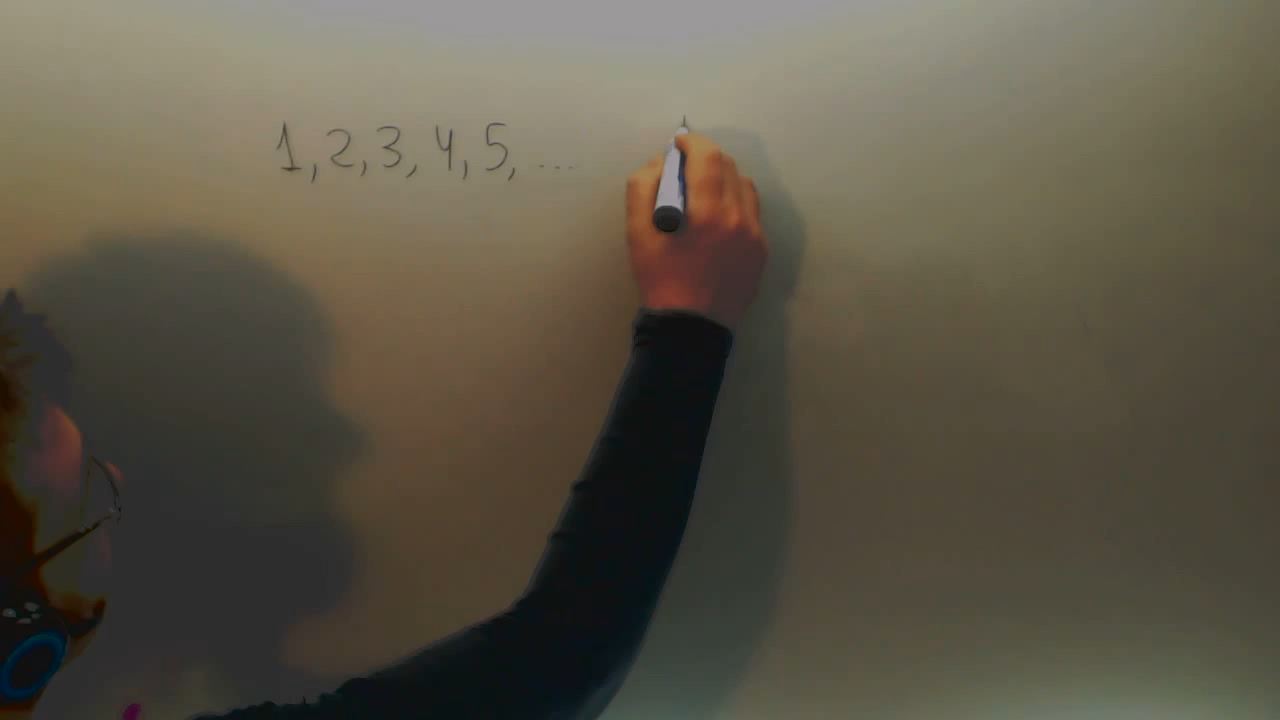 1, 2, 3, 4, 5, ...